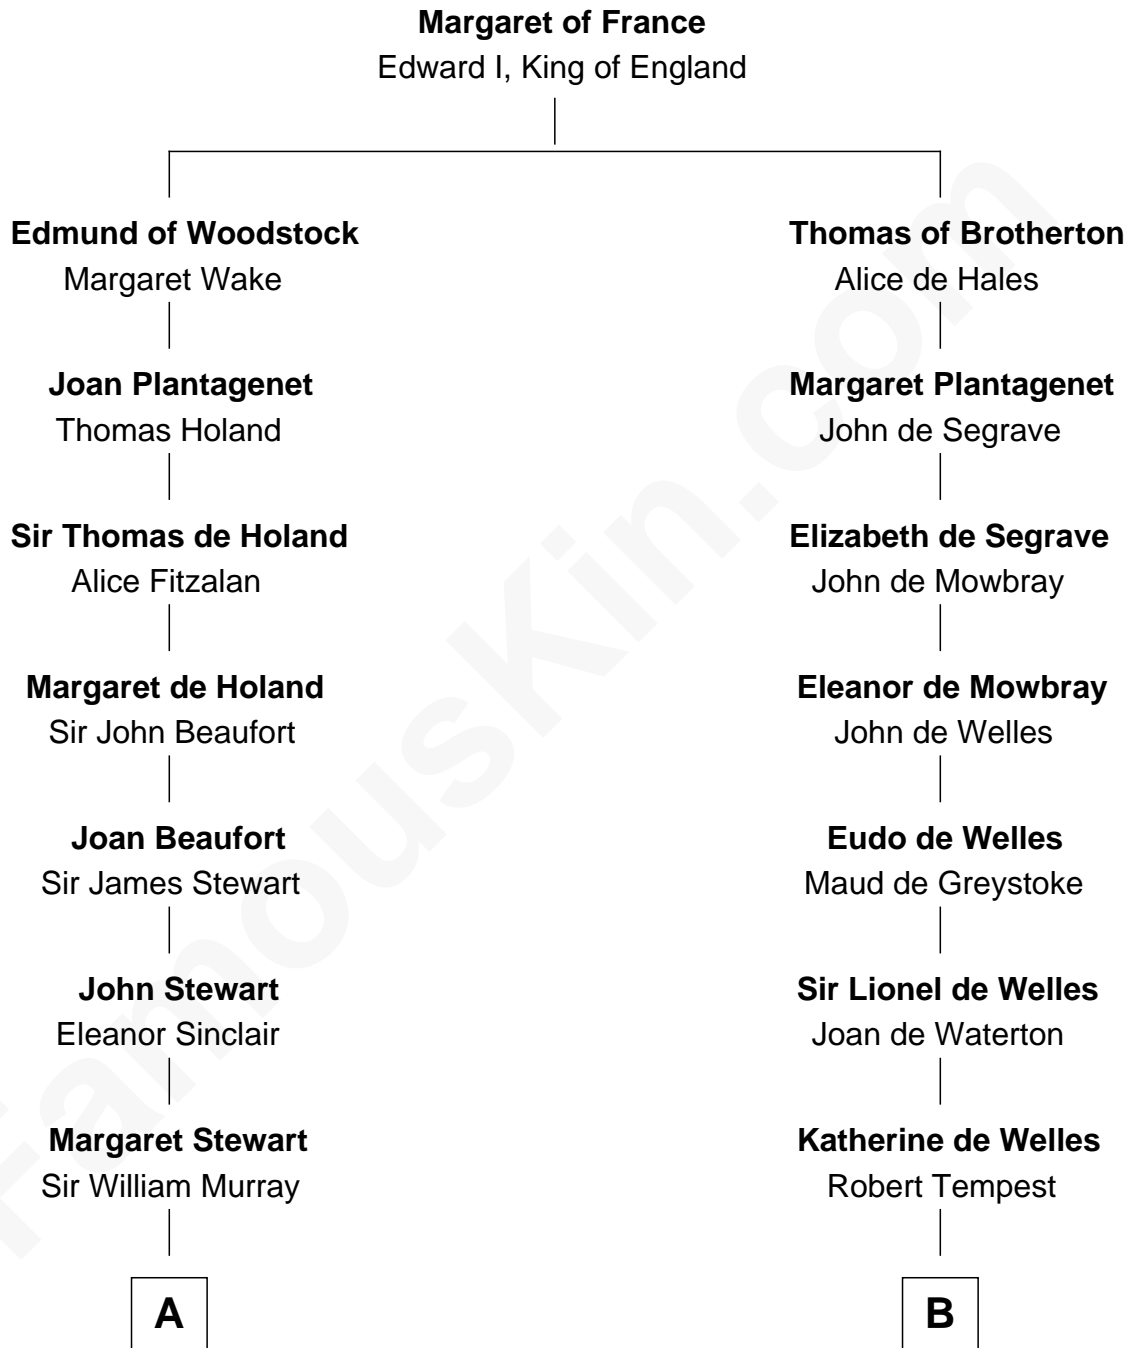 Margaret of France
Edward I, King of England
Edmund of Woodstock
Margaret Wake
Joan Plantagenet
Thomas Holand
Sir Thomas de Holand
Alice Fitzalan
Margaret de Holand
Sir John Beaufort
Joan Beaufort
Sir James Stewart
John Stewart
Eleanor Sinclair
Margaret Stewart
Sir William Murray
A
Thomas of Brotherton
Alice de Hales
Margaret Plantagenet
John de Segrave
Elizabeth de Segrave
John de Mowbray
Eleanor de Mowbray
John de Welles
Eudo de Welles
Maud de Greystoke
Sir Lionel de Welles
Joan de Waterton
Katherine de Welles
Robert Tempest
B
FamousKin.com